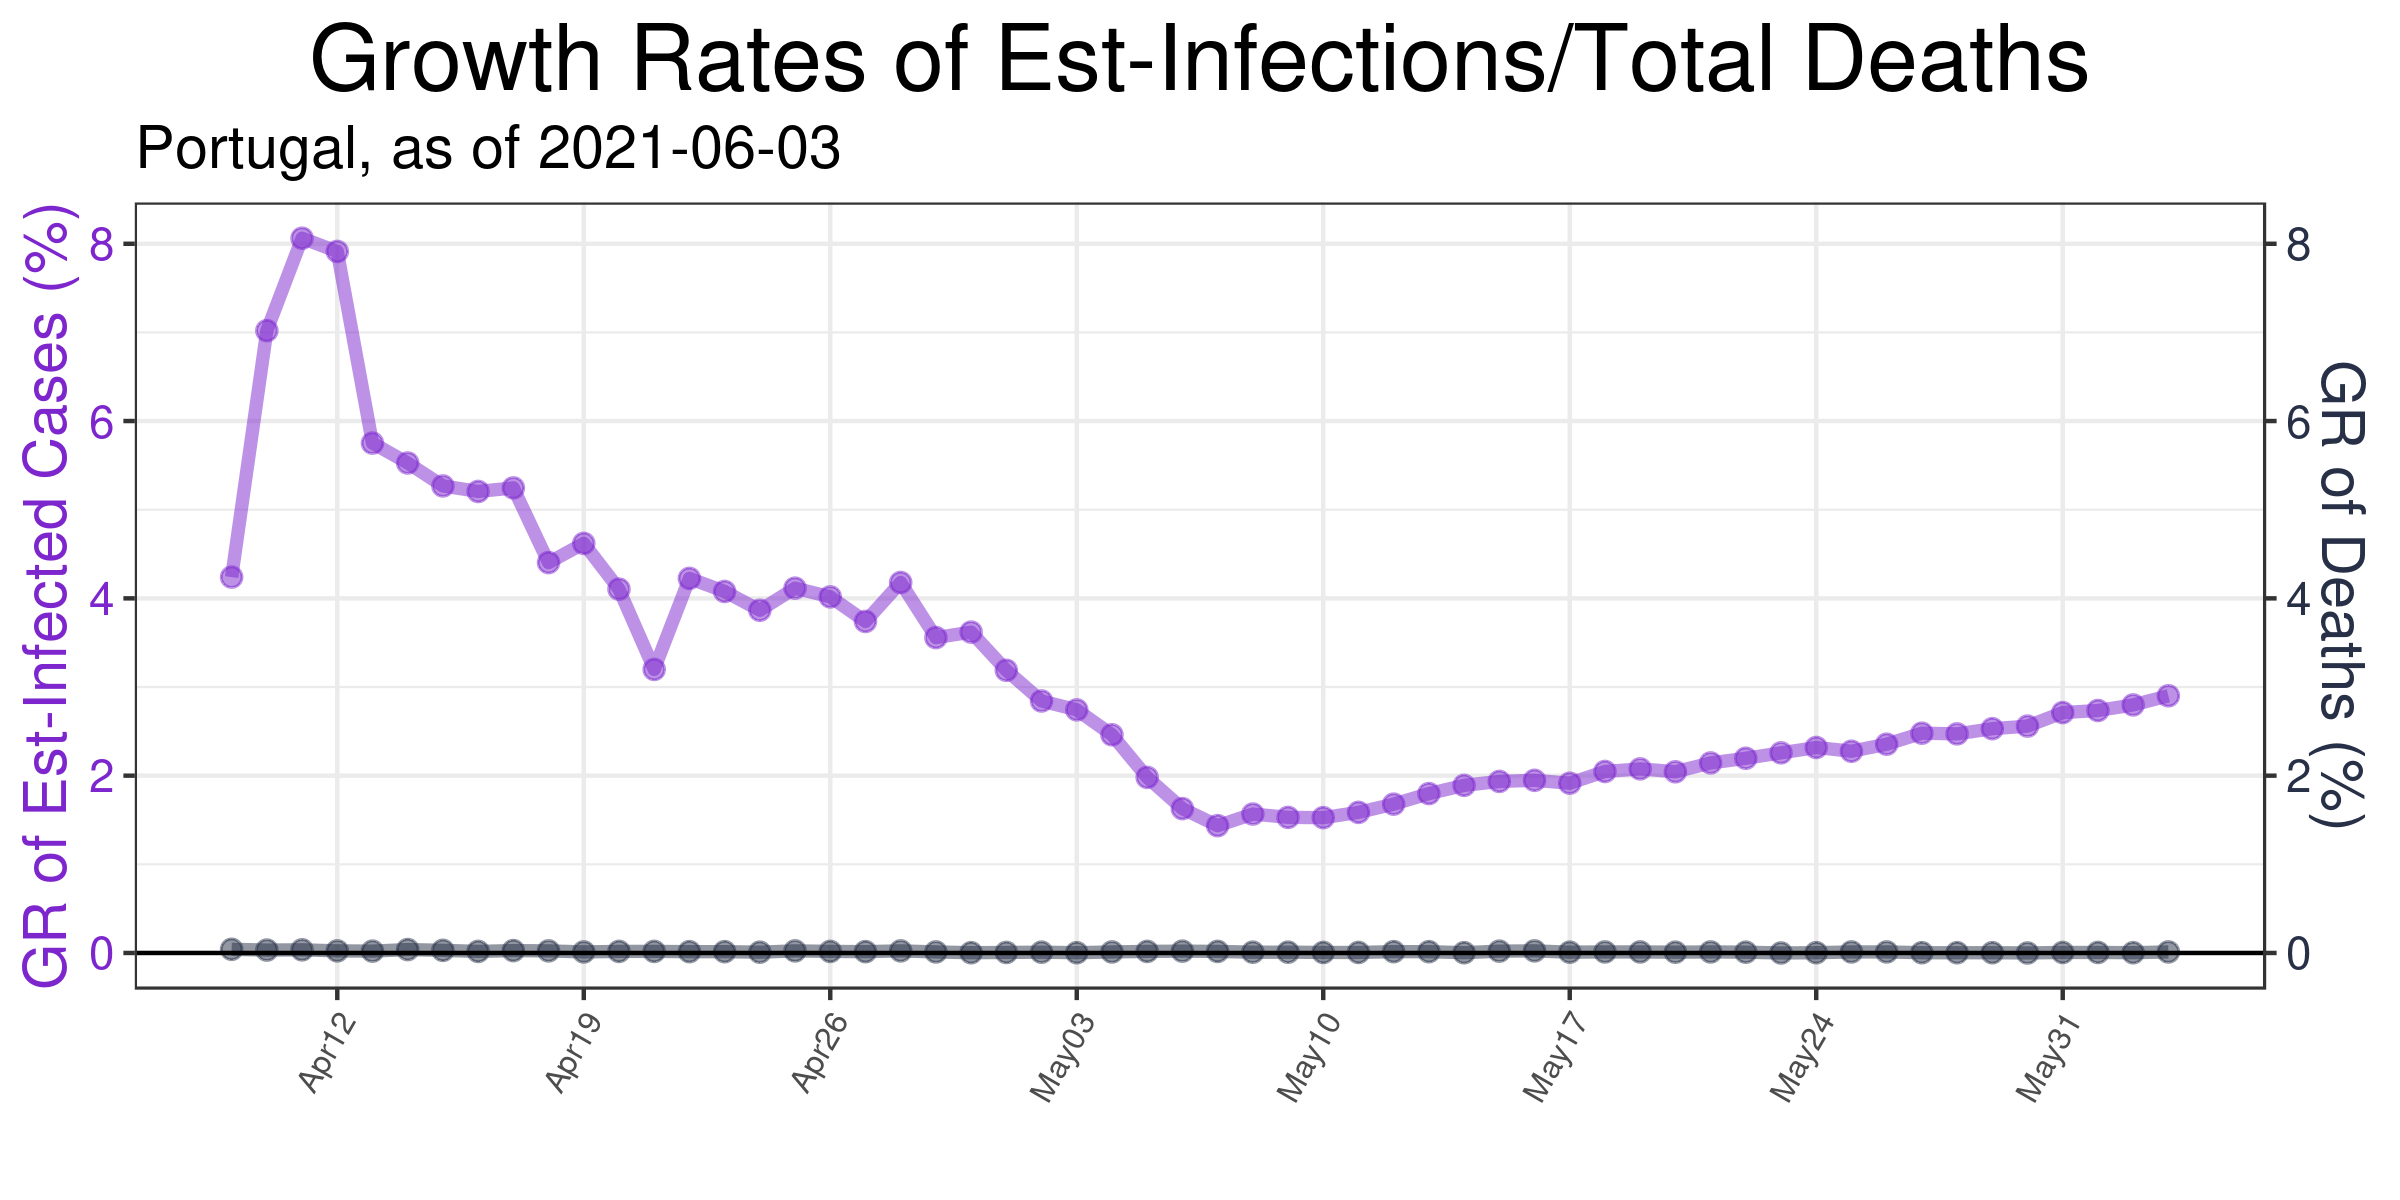 Growth Rates of Est-Infections/Total Deaths
Portugal, as of 2021-06-03
GR of Est-Infected Cases (%)
8
6
4
2
0
8
6
4
2
0
GR of Deaths (%)
Apr12
Apr19
Apr26
May03
May10
May17
May24
May31